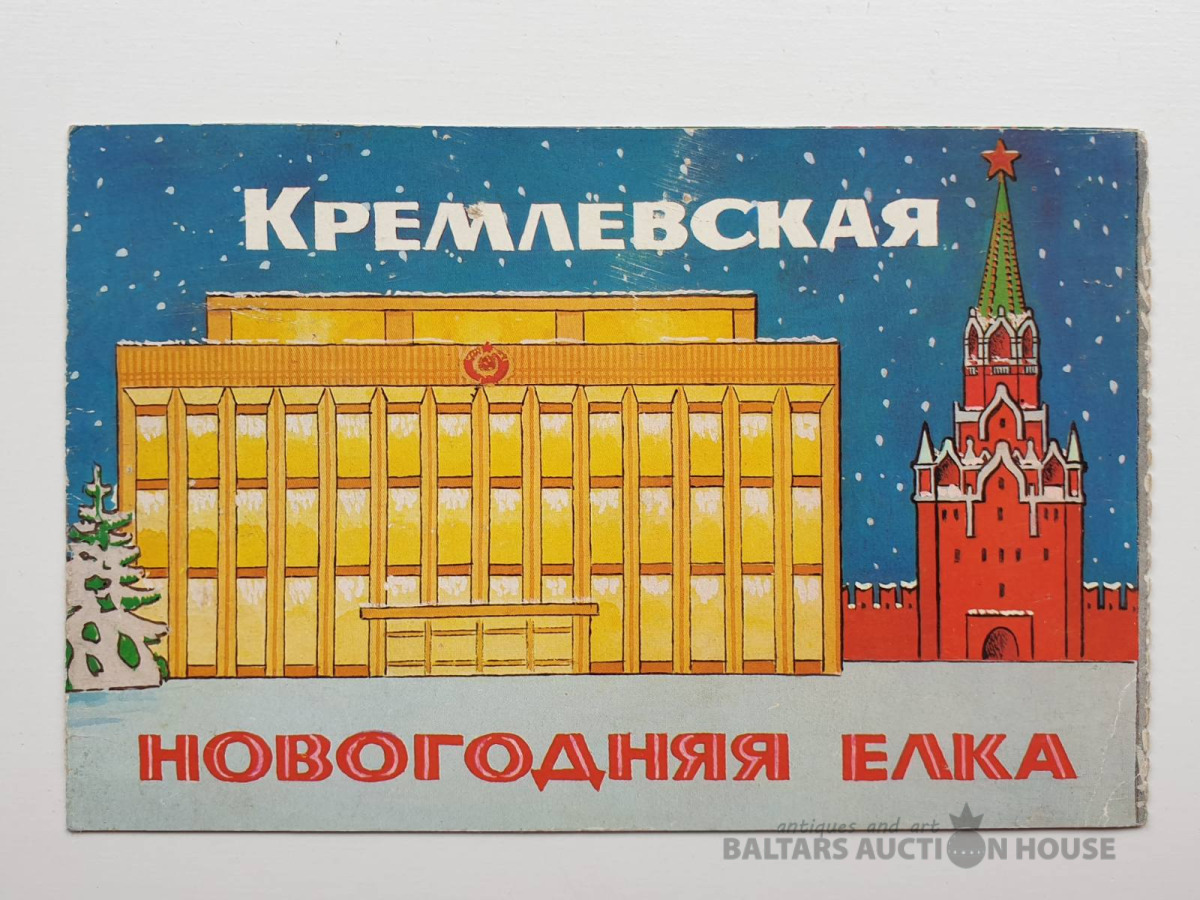 КРЕМЛЕВСКАЯ
НОВОГОДНЯЯ ЕЛКА
antiques and art
BALTARS AUCTION HOUSE